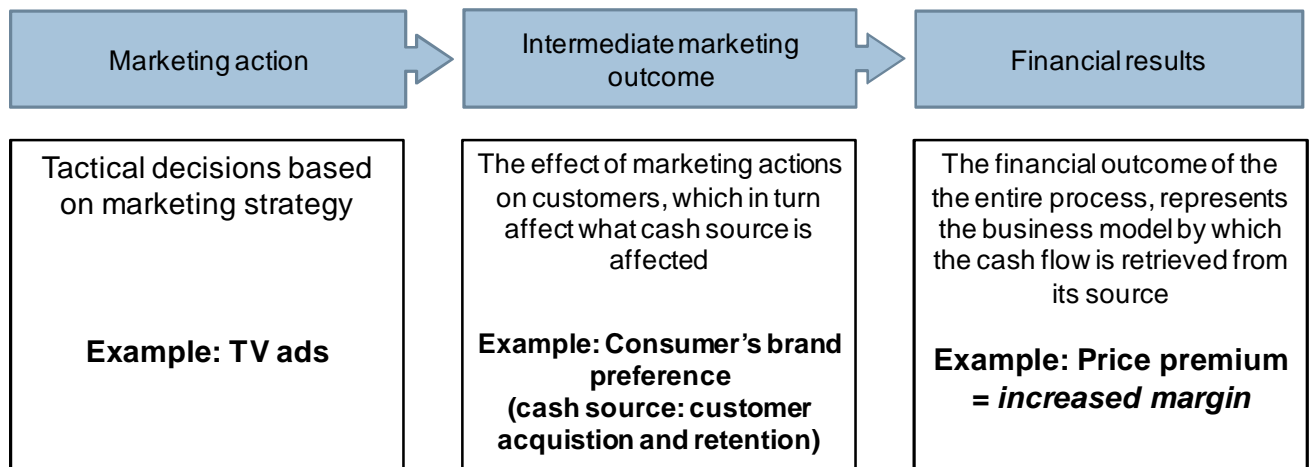 Marketing action
Intermediate marketing
outcome
Financial results
Tactical decisions based
on marketing strategy
Example: TV ads
The effect of marketing actions
on customers, which in turn
affect what cash source is
affected
Example: Consumer's brand
preference
(cash source: customer
acquistion and retention)
The financial outcome of the
the entire process, represents
the business model by which
the cash flow is retrieved from
its source
Example: Price premium
= increased margin